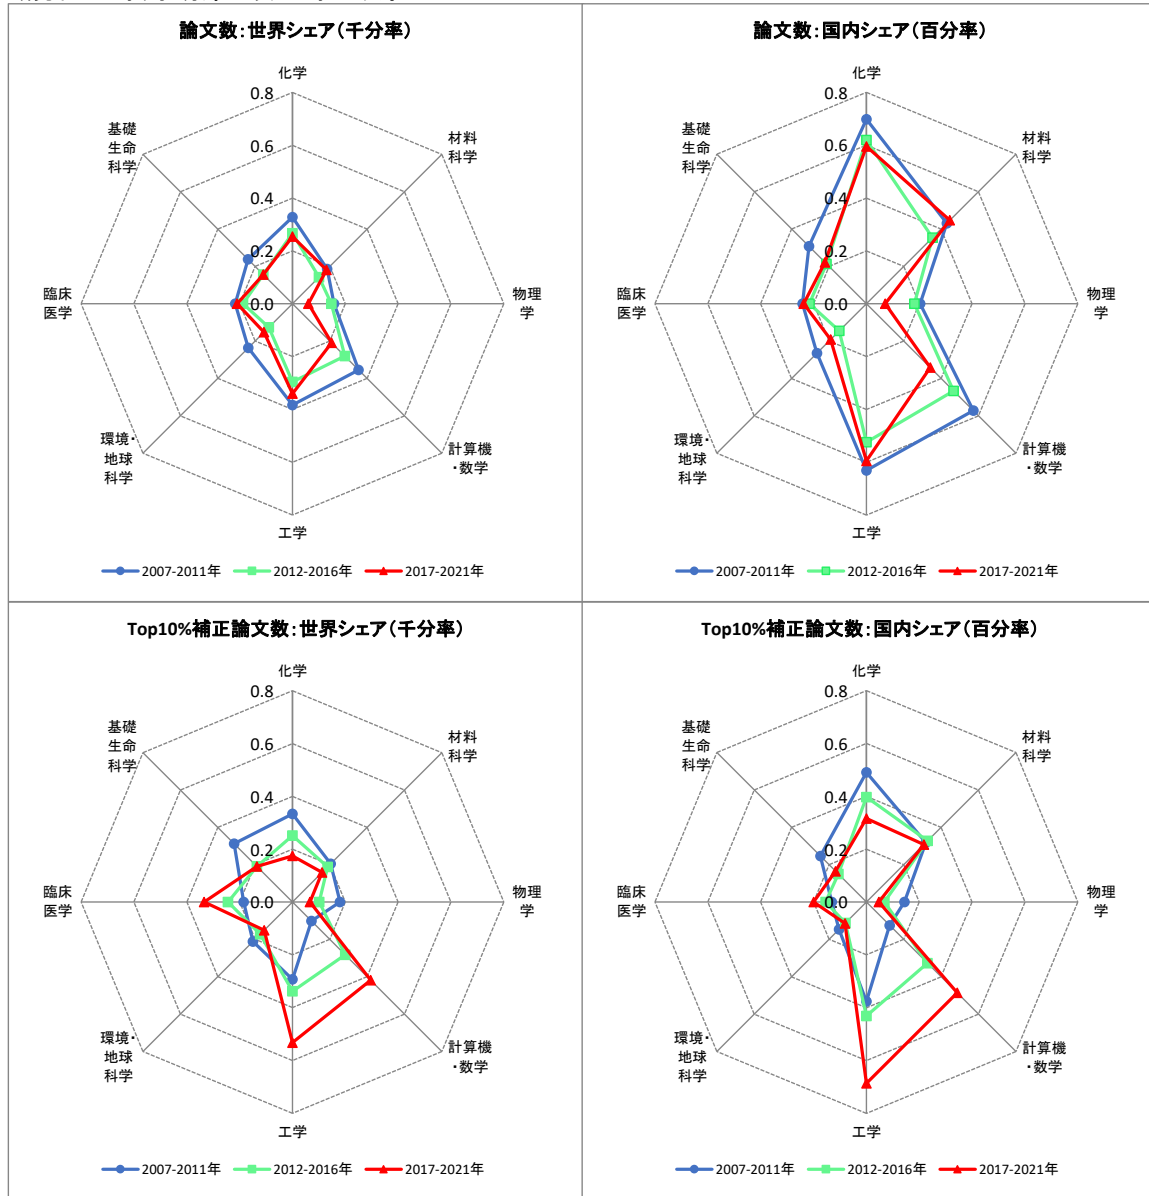 論文数:世界シェア(千分率)
化学
0.8
0.6
0.4
0.2
0.0
材料
科学
物理
学
計算機
・数学
工学
環境・
地球
科学
臨床
医学
基礎
生命
科学
2007-2011年
2012-2016年
2017-2021年
論文数:国内シェア(百分率)
化学
0.8
0.6
0.4
0.2
0.0
材料
科学
物理
学
計算機
・数学
工学
環境・
地球
科学
臨床
医学
基礎
生命
科学
2007-2011年
2012-2016年
2017-2021年
Top10%補正論文数:世界シェア(千分率)
化学
0.8
0.6
0.4
0.2
0.0
材料
科学
物理
学
計算機
・数学
工学
環境・
地球
科学
臨床
医学
基礎
生命
科学
2007-2011年
2012-2016年
2017-2021年
Top10%補正論文数:国内シェア(百分率)
化学
0.8
0.6
0.4
0.2
0.0
材料
科学
物理
学
計算機
・数学
工学
環境・
地球
科学
臨床
医学
基礎
生命
科学
2007-2011年
2012-2016年
2017-2021年